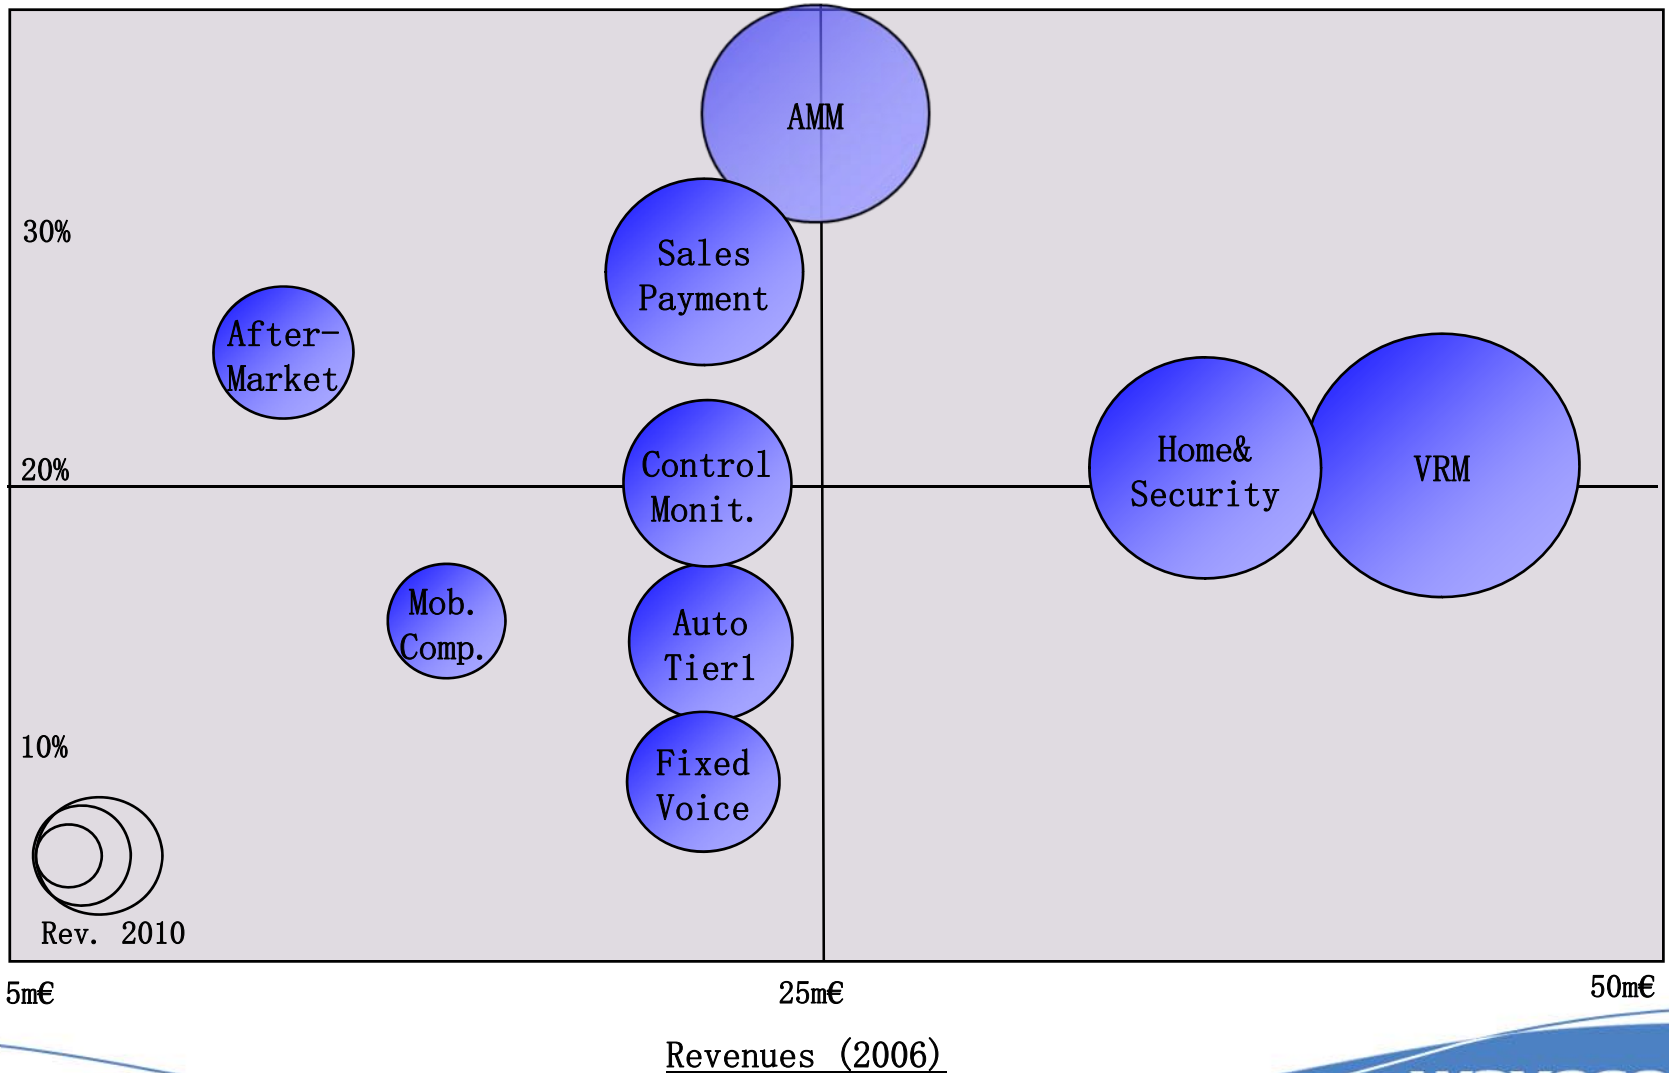 AMM
30%
Sales
Payment
After-
Market
Home&
Security
VRM
20%
Control
Monit.
Mob.
Comp.
Auto
Tier1
10%
Fixed
Voice
Rev. 2010
5m€
25m€
50m€
Revenues (2006)